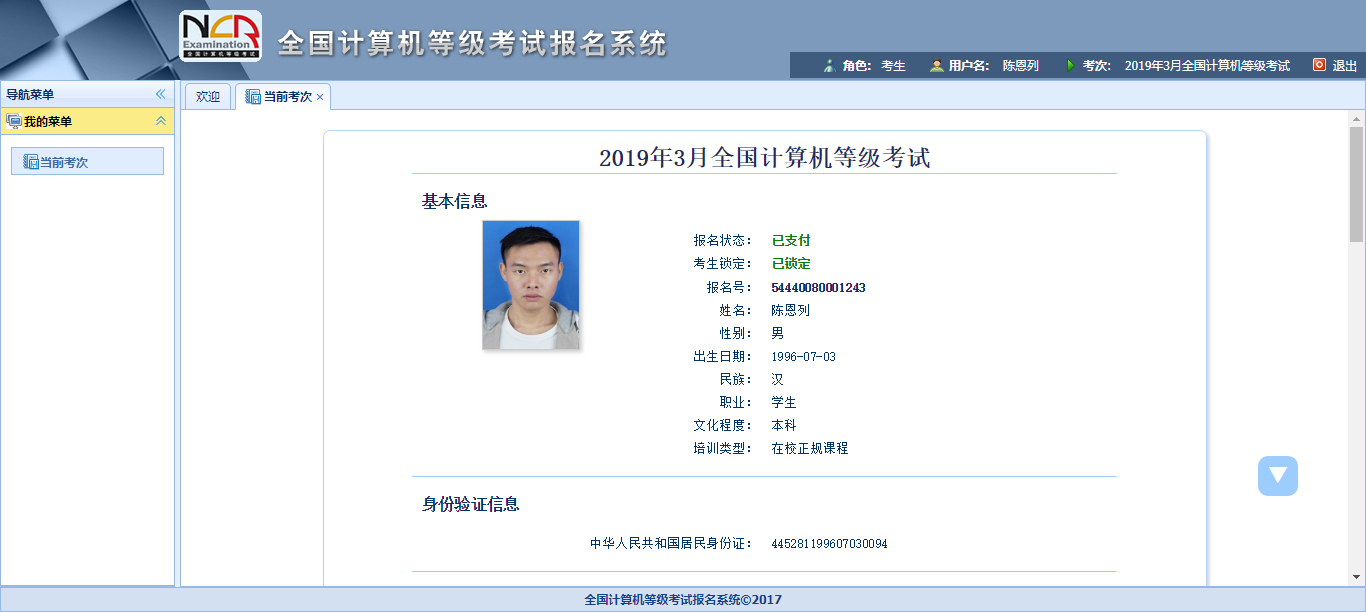 NCR
Examination
全国计算机等级考试
全国计算机等级考试报名系统
角色: 考生 用户名: 陈恩列 考次: 2019年3月全国计算机等级考试 退出
导航菜单
欢迎 当前考次 ×
我的菜单
当前考次
2019年3月全国计算机等级考试
基本信息
报名状态： 已支付
考生锁定： 已锁定
报名号： 54440080001243
姓名： 陈恩列
性别： 男
出生日期： 1996-07-03
民族： 汉
职业： 学生
文化程度： 本科
培训类型： 在校正规课程
身份验证信息
中华人民共和国居民身份证： 445281199607030094
全国计算机等级考试报名系统©2017